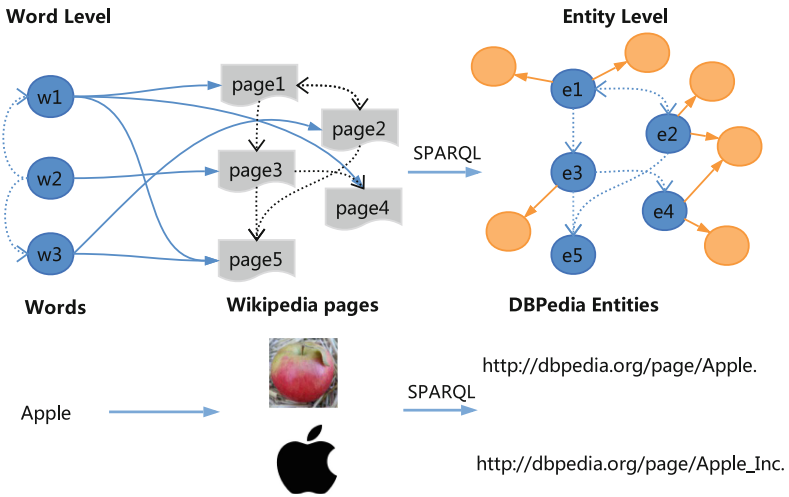 Word Level
Entity Level
w1
w2
w3
page1
page2
page3
page4
page5
SPARQL
e1
e2
e3
e4
e5
Words
Wikipedia pages
DBPedia Entities
Apple
SPARQL
http://dbpedia.org/page/Apple.
http://dbpedia.org/page/Apple_Inc.